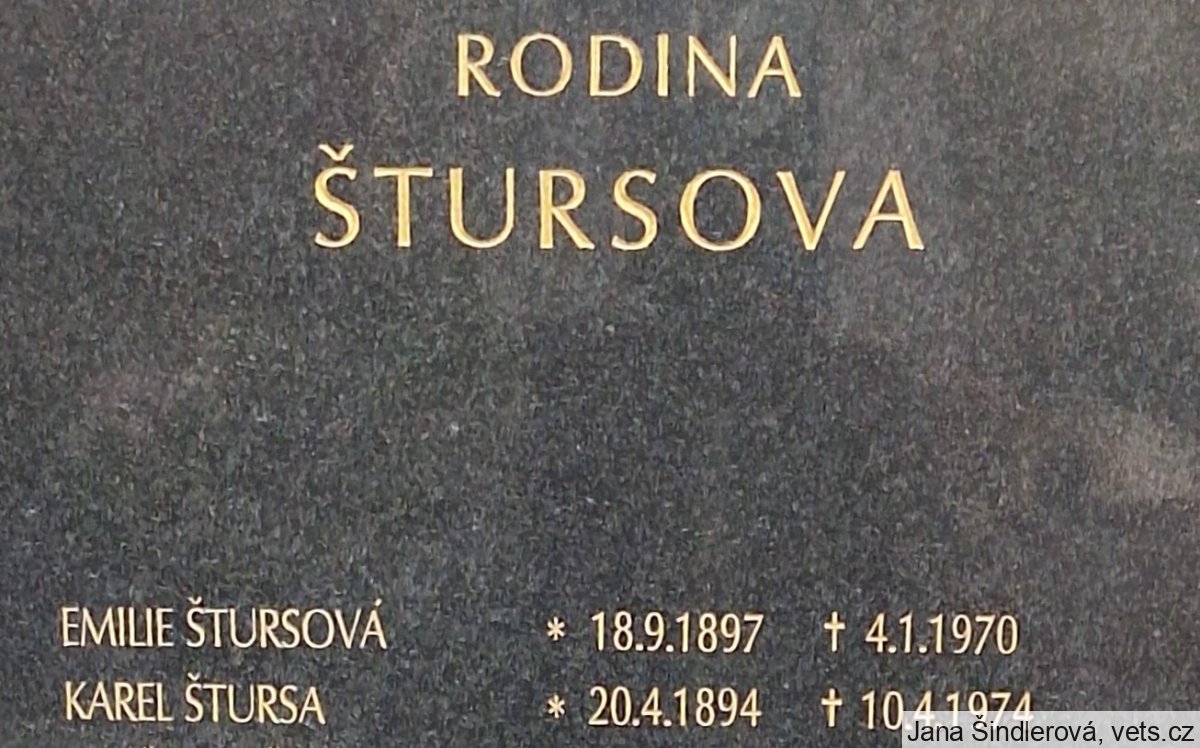 RODINA
ŠTURSOVA
EMILIE ŠTURSOVÁ * 18.9.1897 † 4.1.1970
KAREL ŠTURSA * 20.4.1894 † 10.4.1974
Jana Šindlerová, vets.cz